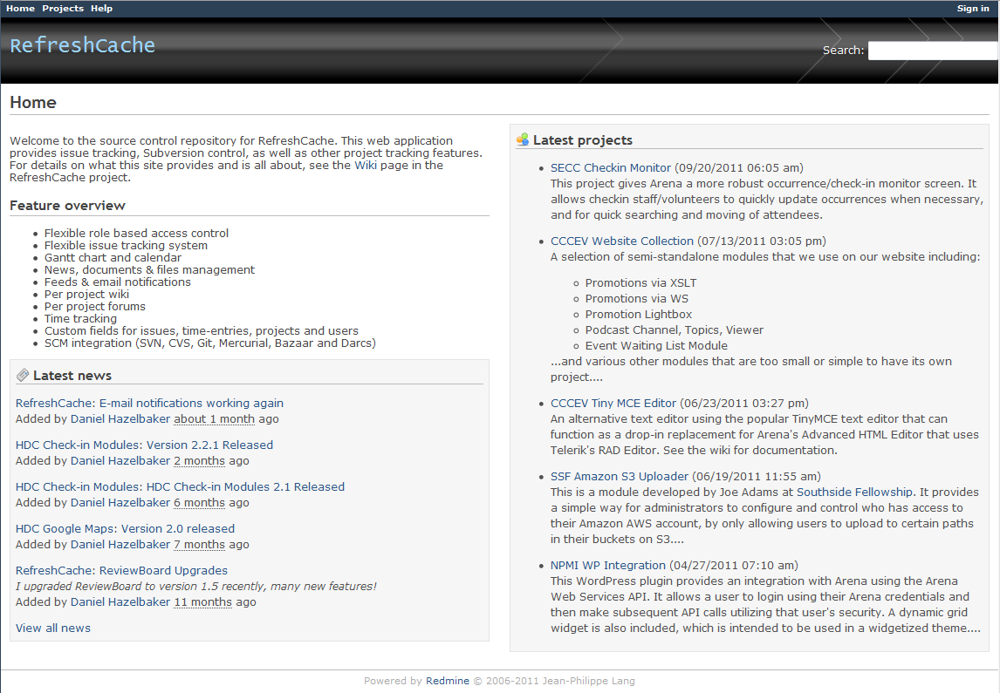 Home Projects Help
Sign in
RefreshCache
Search:
Home
Welcome to the source control repository for RefreshCache. This web application
provides issue tracking, Subversion control, as well as other project tracking features.
For details on what this site provides and is all about, see the Wiki page in the
RefreshCache project.
Feature overview
• Flexible role based access control
• Flexible issue tracking system
• Gantt chart and calendar
• News, documents & files management
• Feeds & email notifications
• Per project wiki
• Per project forums
• Time tracking
• Custom fields for issues, time-entries, projects and users
• SCM integration (SVN, CVS, Git, Mercurial, Bazaar and Darcs)
Latest news
RefreshCache: E-mail notifications working again
Added by Daniel Hazelbaker about 1 month ago
HDC Check-in Modules: Version 2.2.1 Released
Added by Daniel Hazelbaker 2 months ago
HDC Check-in Modules: HDC Check-in Modules 2.1 Released
Added by Daniel Hazelbaker 6 months ago
HDC Google Maps: Version 2.0 released
Added by Daniel Hazelbaker 7 months ago
RefreshCache: ReviewBoard Upgrades
I upgraded ReviewBoard to version 1.5 recently, many new features!
Added by Daniel Hazelbaker 11 months ago
View all news
Latest projects
• SECC Checkin Monitor (09/20/2011 06:05 am)
This project gives Arena a more robust occurrence/check-in monitor screen. It
allows checkin staff/volunteers to quickly update occurrences when necessary,
and for quick searching and moving of attendees.
• CCCEV Website Collection (07/13/2011 03:05 pm)
A selection of semi-standalone modules that we use on our website including:
◦ Promotions via XSLT
◦ Promotions via WS
◦ Promotion Lightbox
◦ Podcast Channel, Topics, Viewer
◦ Event Waiting List Module
...and various other modules that are too small or simple to have its own
project....
• CCCEV Tiny MCE Editor (06/23/2011 03:27 pm)
An alternative text editor using the popular TinyMCE text editor that can
function as a drop-in replacement for Arena's Advanced HTML Editor that uses
Telerik's RAD Editor. See the wiki for documentation.
• SSF Amazon S3 Uploader (06/19/2011 11:55 am)
This is a module developed by Joe Adams at Southside Fellowship. It provides
a simple way for administrators to configure and control who has access to
their Amazon AWS account, by only allowing users to upload to certain paths
in their buckets on S3....
• NPMI WP Integration (04/27/2011 07:10 am)
This WordPress plugin provides an integration with Arena using the Arena
Web Services API. It allows a user to login using their Arena credentials and
then make subsequent API calls utilizing that user's security. A dynamic grid
widget is also included, which is intended to be used in a widgetized theme....
Powered by Redmine © 2006-2011 Jean-Philippe Lang